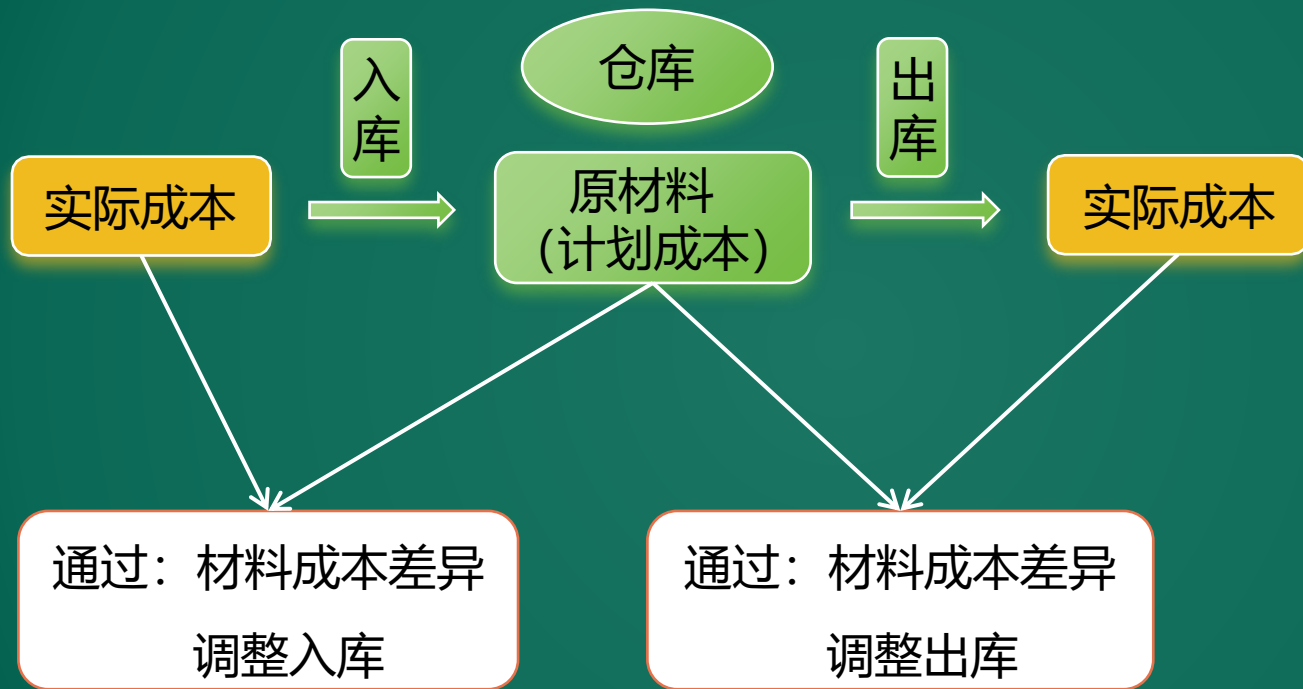 仓库
入
库
出
库
实际成本
原材料
（计划成本）
实际成本
通过：材料成本差异
调整入库
通过：材料成本差异
调整出库